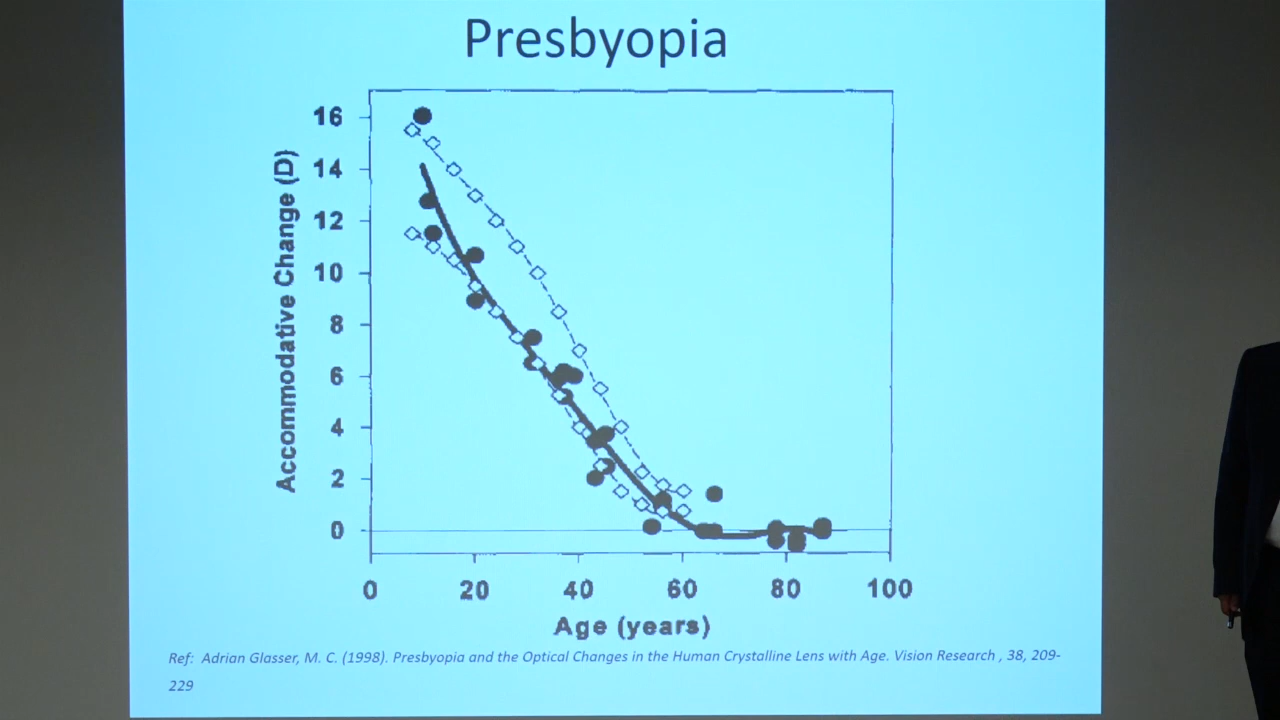 Presbyopia
16
14
12
10
8
6
4
2
0
Accommodative Change (D)
0 20 40 60 80 100
Age (years)
Ref: Adrian Glasser, M. C. (1998). Presbyopia and the Optical Changes in the Human Crystalline Lens with Age. Vision Research , 38, 209-
229